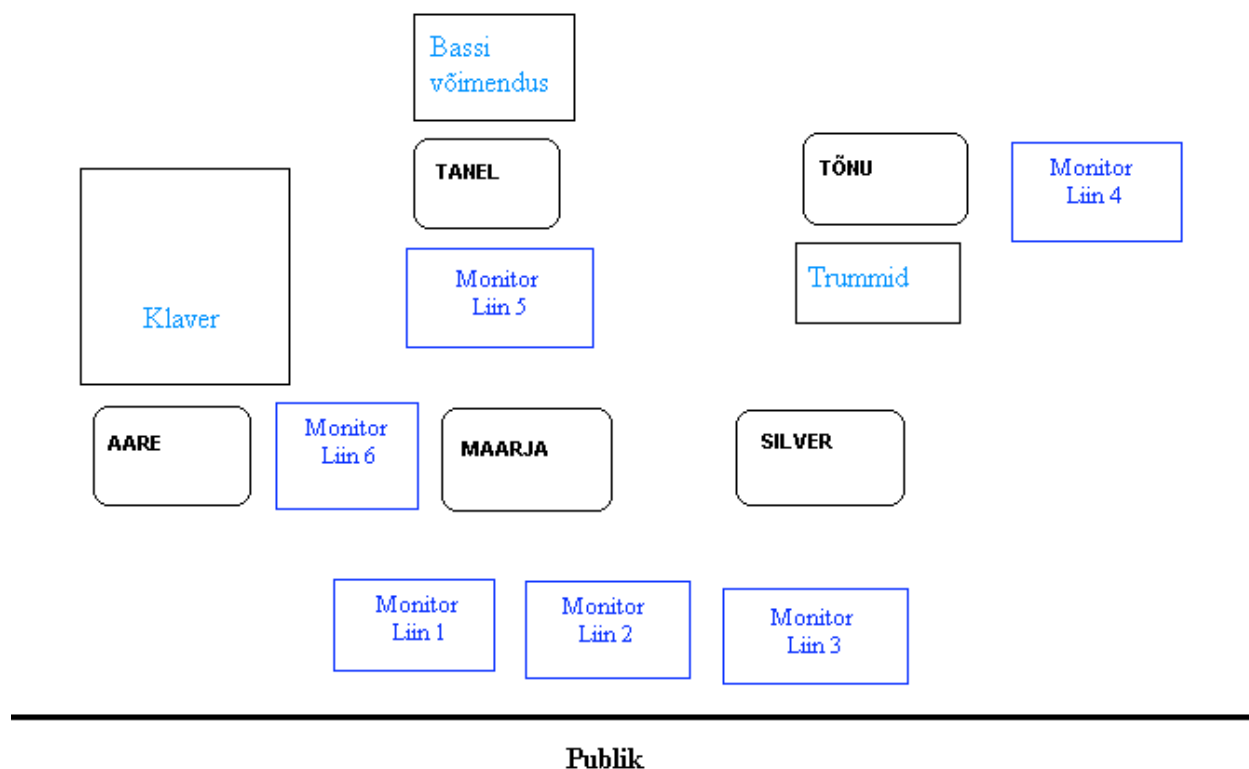 Bassi
võimendus
TANEL
TÕNU
Monitor
Liin 4
Klaver
Monitor
Liin 5
Trummid
AARE
Monitor
Liin 6
MAARJA
SILVER
Monitor
Liin 1
Monitor
Liin 2
Monitor
Liin 3
Publik